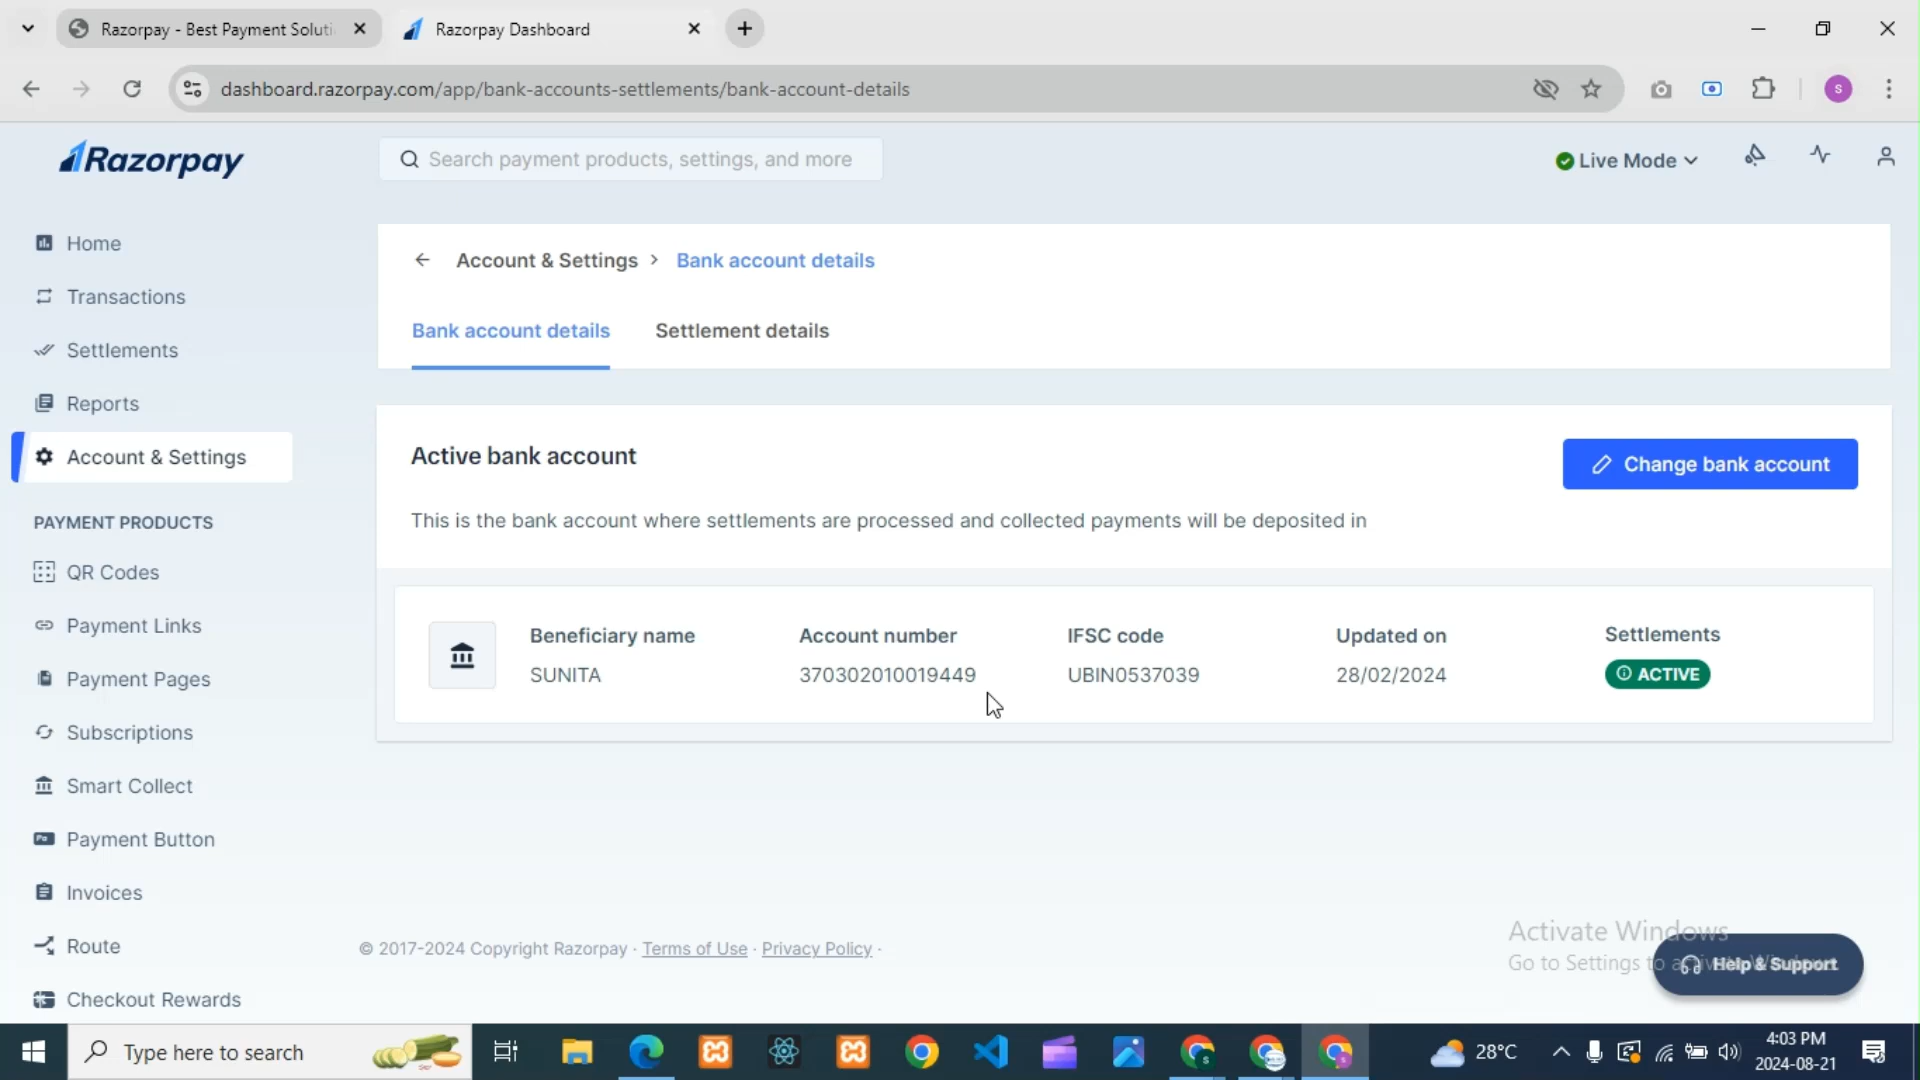 Razorpay - Best Payment Soluti
Razorpay Dashboard
dashboard.razorpay.com/app/bank-accounts-settlements/bank-account-details
S
Razorpay
Search payment products, settings, and more
Live Mode
Home
Transactions
Settlements
Reports
Account & Settings
PAYMENT PRODUCTS
QR Codes
Payment Links
Payment Pages
Subscriptions
Smart Collect
Payment Button
Invoices
Route
Checkout Rewards
Account & Settings > Bank account details
Bank account details Settlement details
Active bank account
Change bank account
This is the bank account where settlements are processed and collected payments will be deposited in
Beneficiary name Account number IFSC code Updated on Settlements
SUNITA 370302010019449 UBIN0537039 28/02/2024 ACTIVE
© 2017-2024 Copyright Razorpay · Terms of Use · Privacy Policy ·
Activate Windows
Go to Settings to activate Windows.
Help & Support
Type here to search
28°C
4:03 PM
2024-08-21